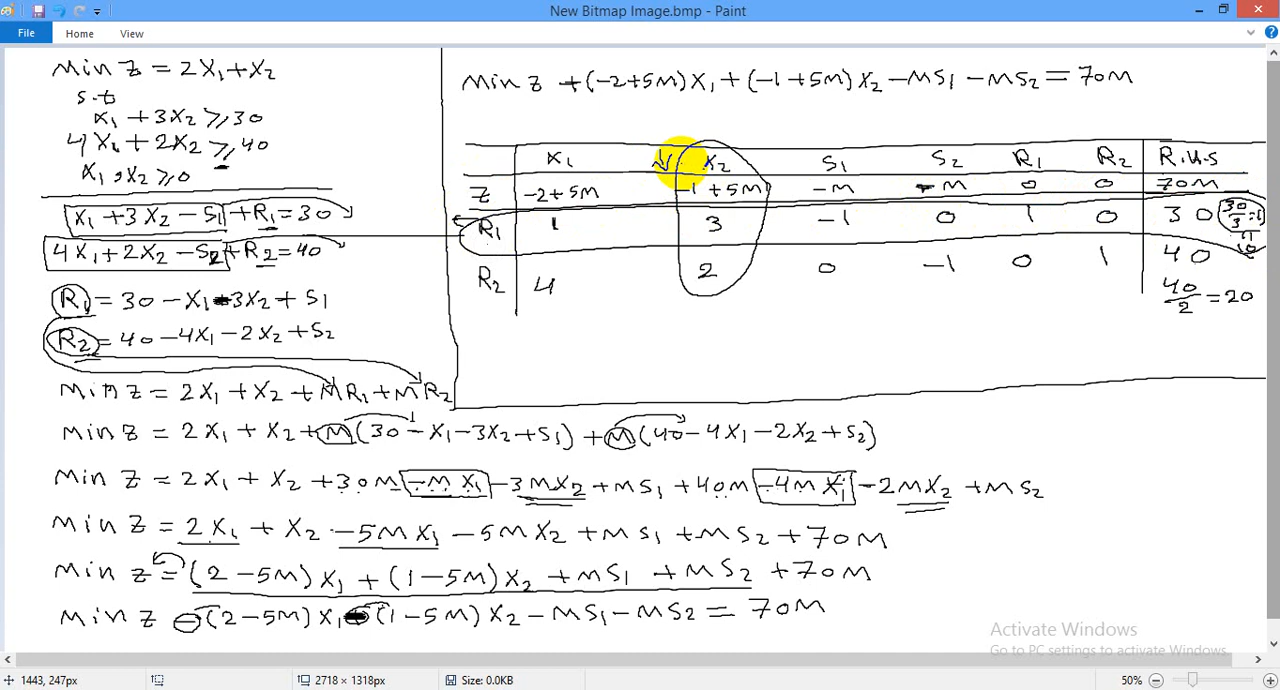 New Bitmap Image.bmp - Paint
File Home View
Min Z = 2X₁+X₂
s.t
X₁ + 3X₂ ≥ 30
4X₁ + 2X₂ ≥ 40
X₁, X₂ ≥ 0
X₁ + 3X₂ - S₁ + R₁ = 30
4X₁ + 2X₂ - S₂ + R₂ = 40
R₁ = 30 - X₁ - 3X₂ + S₁
R₂ = 40 - 4X₁ - 2X₂ + S₂
Min Z = 2X₁ + X₂ + MR₁ + MR₂
Min Z = 2X₁ + X₂ + M(30 - X₁ - 3X₂ + S₁) + M(40 - 4X₁ - 2X₂ + S₂)
Min Z = 2X₁ + X₂ + 30M - MX₁ - 3MX₂ + MS₁ + 40M - 4MX₁ - 2MX₂ + MS₂
Min Z = 2X₁ + X₂ - 5MX₁ - 5MX₂ + MS₁ + MS₂ + 70M
Min Z = (2-5M)X₁ + (1-5M)X₂ + MS₁ + MS₂ + 70M
Min Z - (2-5M)X₁ - (1-5M)X₂ - MS₁ - MS₂ = 70M
Min Z + (-2+5M)X₁ + (-1+5M)X₂ - MS₁ - MS₂ = 70M
X₁ X₂ S₁ S₂ R₁ R₂ R.H.S
Z -2+5M -1+5M -M -M 0 0 70M
R₁ 1 3 -1 0 1 0 30
R₂ 4 2 0 -1 0 1 40
40/2 = 20
Activate Windows
Go to PC settings to activate Windows.
1443, 247px 2718 × 1318px Size: 0.0KB 50%